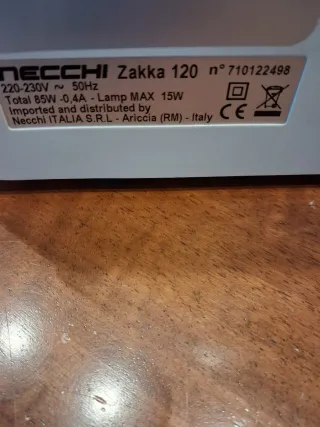 NECCHI Zakka 120 n° 710122498
220-230V ~ 50Hz
Total 85W -0,4A - Lamp MAX 15W
Imported and distributed by
Necchi ITALIA S.R.L - Ariccia (RM) - Italy
CE